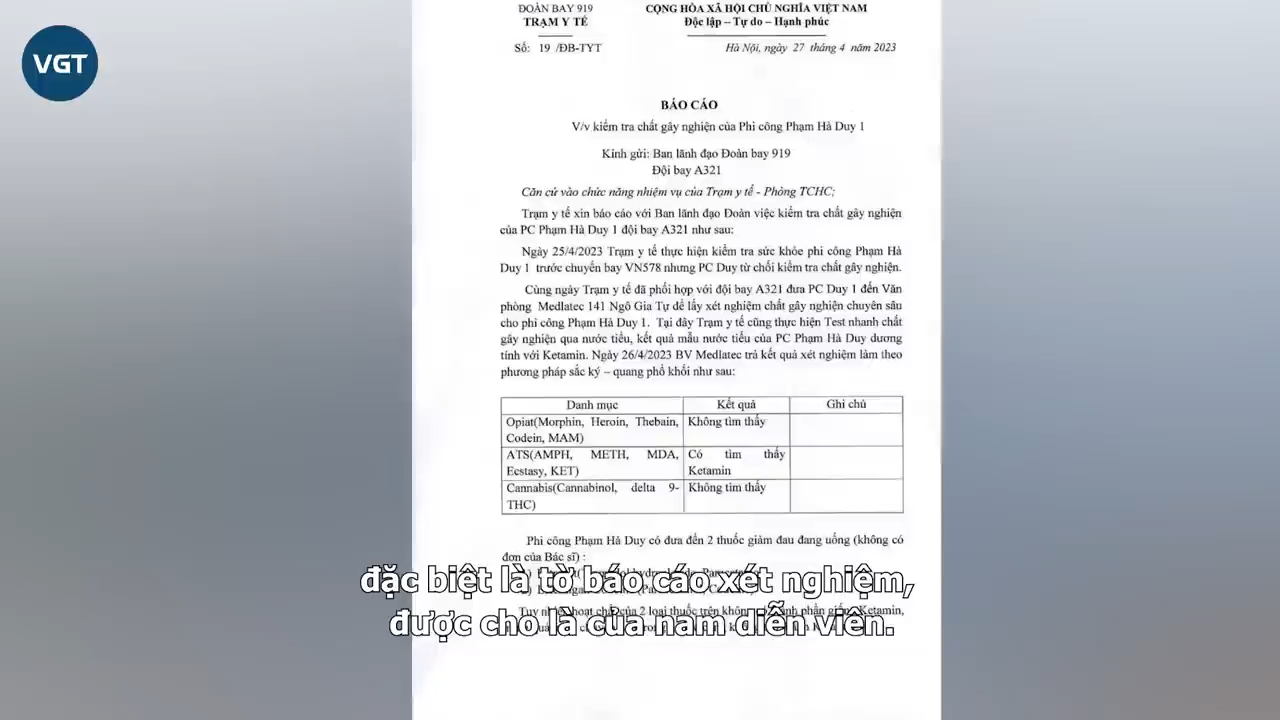 VGT
ĐOÀN BAY 919
TRẠM Y TẾ
Số: 19 /ĐB-TYT
CỘNG HÒA XÃ HỘI CHỦ NGHĨA VIỆT NAM
Độc lập – Tự do – Hạnh phúc
Hà Nội, ngày 27 tháng 4 năm 2023
BÁO CÁO
V/v kiểm tra chất gây nghiện của Phi công Phạm Hà Duy 1
Kính gửi: Ban lãnh đạo Đoàn bay 919
Đội bay A321
Căn cứ vào chức năng nhiệm vụ của Trạm y tế - Phòng TCHC;
Trạm y tế xin báo cáo với Ban lãnh đạo Đoàn việc kiểm tra chất gây nghiện
của PC Phạm Hà Duy 1 đội bay A321 như sau:
Ngày 25/4/2023 Trạm y tế thực hiện kiểm tra sức khỏe phi công Phạm Hà
Duy 1 trước chuyến bay VN578 nhưng PC Duy từ chối kiểm tra chất gây nghiện.
Cùng ngày Trạm y tế đã phối hợp với đội bay A321 đưa PC Duy 1 đến Văn
phòng Medlatec 141 Ngô Gia Tự để lấy xét nghiệm chất gây nghiện chuyên sâu
cho phi công Phạm Hà Duy 1. Tại đây Trạm y tế cũng thực hiện Test nhanh chất
gây nghiện qua nước tiểu, kết quả mẫu nước tiểu của PC Phạm Hà Duy dương
tính với Ketamin. Ngày 26/4/2023 BV Medlatec trả kết quả xét nghiệm làm theo
phương pháp sắc ký – quang phổ khối như sau:
Danh mục Kết quả Ghi chú
Opiat(Morphin, Heroin, Thebain, Không tìm thấy
Codein, MAM)
ATS(AMPH, METH, MDA, Có tìm thấy
Ecstasy, KET) Ketamin
Cannabis(Cannabinol, delta 9- Không tìm thấy
THC)
Phi công Phạm Hà Duy có đưa đến 2 thuốc giảm đau đang uống (không có
đơn của Bác sĩ) :
đặc biệt là tờ báo cáo xét nghiệm,
được cho là của nam diễn viên.